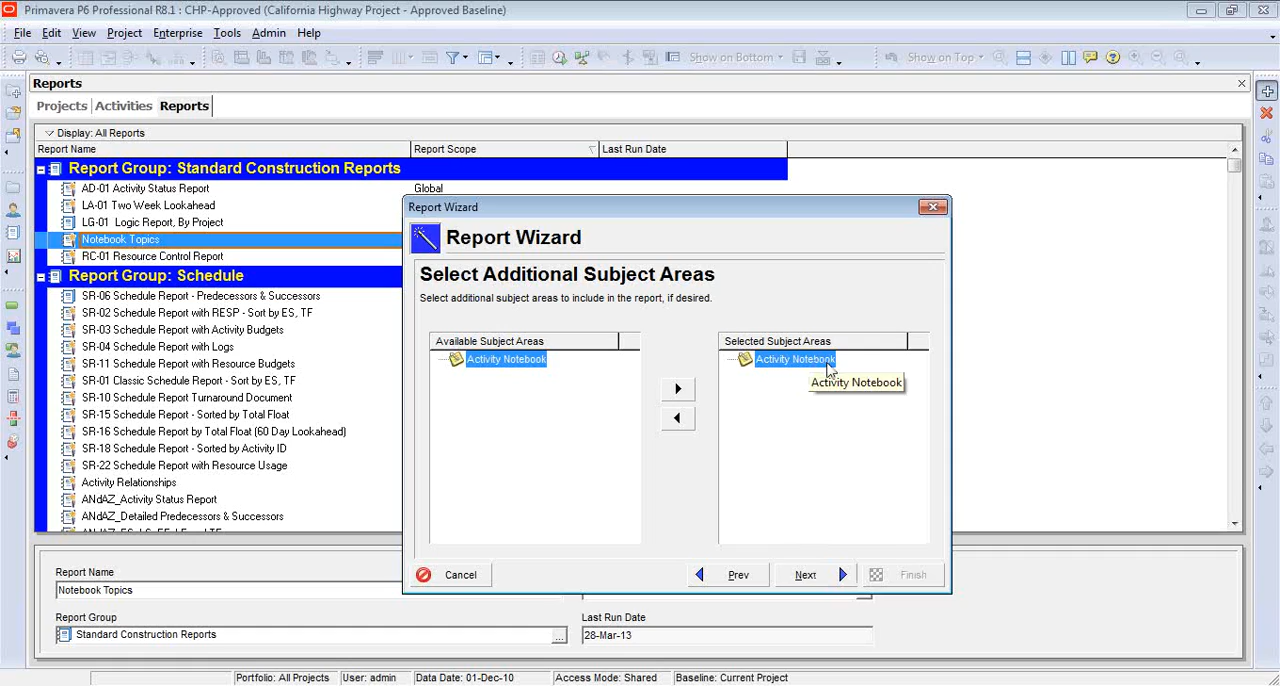 Primavera P6 Professional R8.1 : CHP-Approved (California Highway Project - Approved Baseline)
File Edit View Project Enterprise Tools Admin Help
Show on Bottom Show on Top
Reports
Projects Activities Reports
Display: All Reports
Report Name Report Scope Last Run Date
Report Group: Standard Construction Reports
AD-01 Activity Status Report Global
LA-01 Two Week Lookahead
LG-01 Logic Report, By Project
Notebook Topics
RC-01 Resource Control Report
Report Group: Schedule
SR-06 Schedule Report - Predecessors & Successors
SR-02 Schedule Report with RESP - Sort by ES, TF
SR-03 Schedule Report with Activity Budgets
SR-04 Schedule Report with Logs
SR-11 Schedule Report with Resource Budgets
SR-01 Classic Schedule Report - Sort by ES, TF
SR-10 Schedule Report Turnaround Document
SR-15 Schedule Report - Sorted by Total Float
SR-16 Schedule Report by Total Float (60 Day Lookahead)
SR-18 Schedule Report - Sorted by Activity ID
SR-22 Schedule Report with Resource Usage
Activity Relationships
ANdAZ_Activity Status Report
ANdAZ_Detailed Predecessors & Successors
Report Wizard
Report Wizard
Select Additional Subject Areas
Select additional subject areas to include in the report, if desired.
Available Subject Areas Selected Subject Areas
Activity Notebook Activity Notebook
Activity Notebook
Cancel Prev Next Finish
Report Name
Notebook Topics
Report Group Last Run Date
Standard Construction Reports ... 28-Mar-13
Portfolio: All Projects User: admin Data Date: 01-Dec-10 Access Mode: Shared Baseline: Current Project